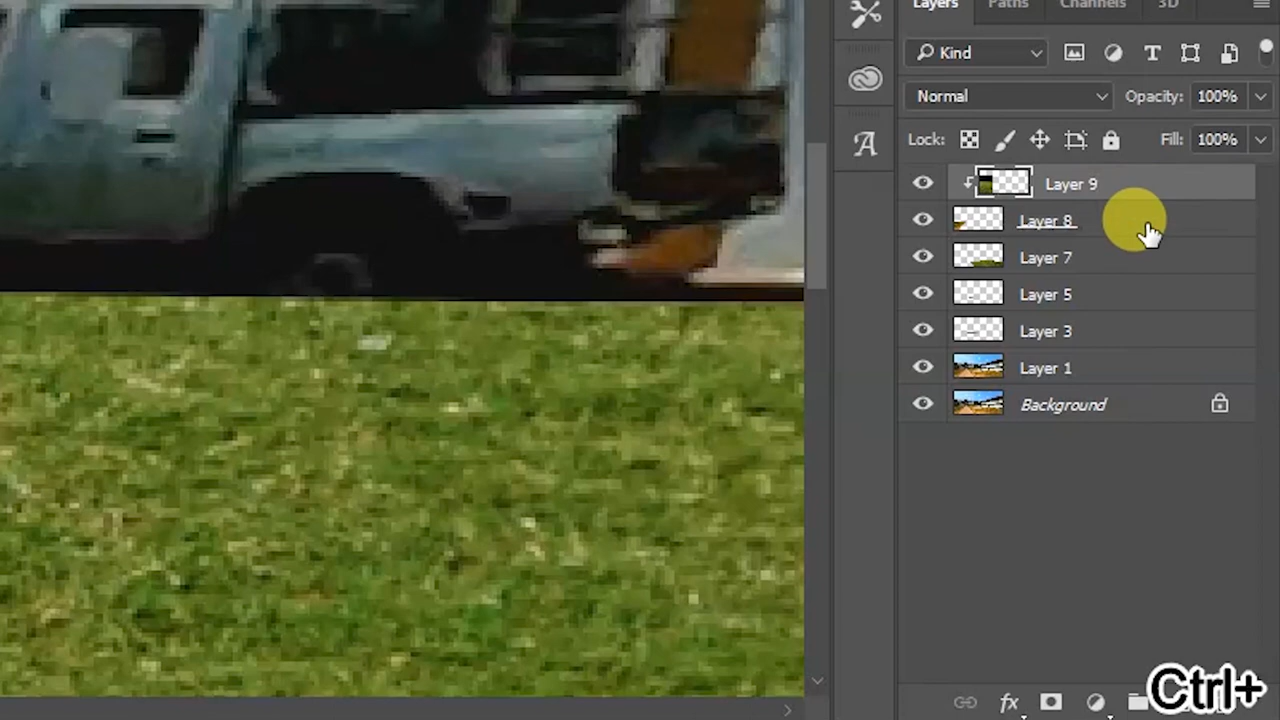 Layers Paths Channels 3D
Kind
Normal Opacity: 100%
Lock: Fill: 100%
Layer 9
Layer 8
Layer 7
Layer 5
Layer 3
Layer 1
Background
fx
Ctrl+